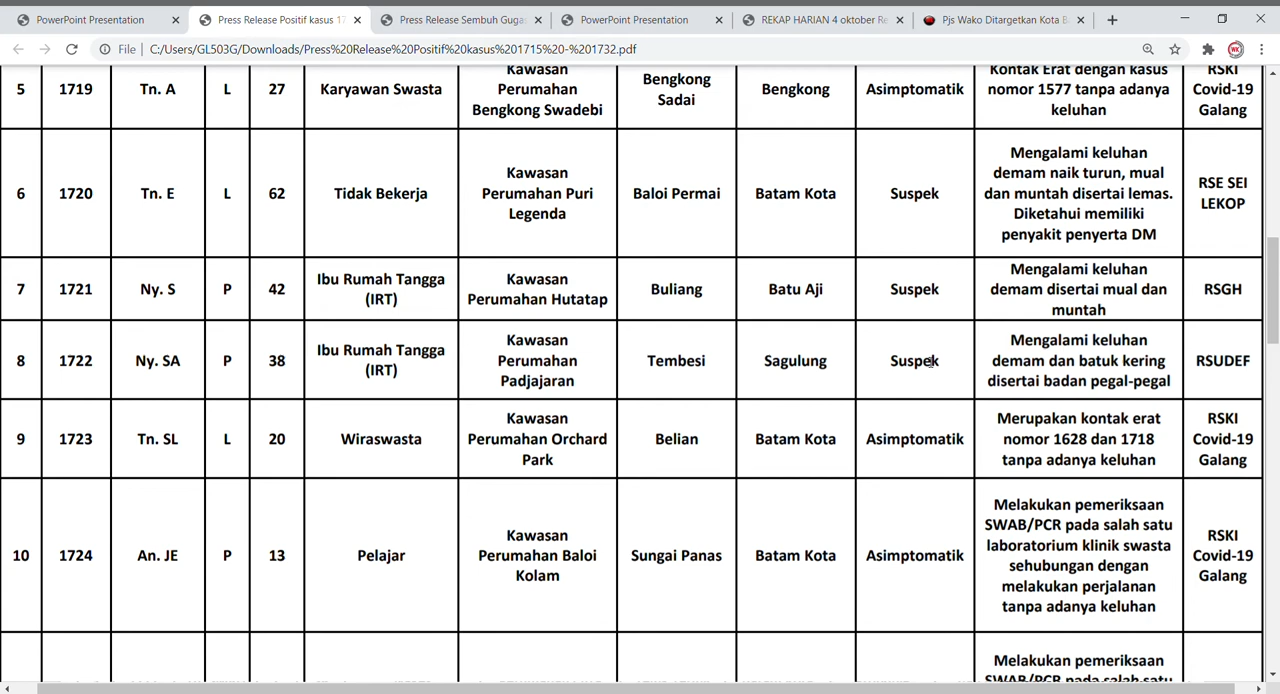 PowerPoint Presentation
Press Release Positif kasus 17
Press Release Sembuh Gugas
PowerPoint Presentation
REKAP HARIAN 4 oktober Re
Pjs Wako Ditargetkan Kota B
File
C:/Users/GL503G/Downloads/Press%20Release%20Positif%20kasus%201715%20-%201732.pdf
5
1719
Tn. A
L
27
Karyawan Swasta
Kawasan
Perumahan
Bengkong Swadebi
Bengkong
Sadai
Bengkong
Asimptomatik
Kontak Erat dengan kasus
nomor 1577 tanpa adanya
keluhan
RSKI
Covid-19
Galang
6
1720
Tn. E
L
62
Tidak Bekerja
Kawasan
Perumahan Puri
Legenda
Baloi Permai
Batam Kota
Suspek
Mengalami keluhan
demam naik turun, mual
dan muntah disertai lemas.
Diketahui memiliki
penyakit penyerta DM
RSE SEI
LEKOP
7
1721
Ny. S
P
42
Ibu Rumah Tangga
(IRT)
Kawasan
Perumahan Hutatap
Buliang
Batu Aji
Suspek
Mengalami keluhan
demam disertai mual dan
muntah
RSGH
8
1722
Ny. SA
P
38
Ibu Rumah Tangga
(IRT)
Kawasan
Perumahan
Padjajaran
Tembesi
Sagulung
Suspek
Mengalami keluhan
demam dan batuk kering
disertai badan pegal-pegal
RSUDEF
9
1723
Tn. SL
L
20
Wiraswasta
Kawasan
Perumahan Orchard
Park
Belian
Batam Kota
Asimptomatik
Merupakan kontak erat
nomor 1628 dan 1718
tanpa adanya keluhan
RSKI
Covid-19
Galang
10
1724
An. JE
P
13
Pelajar
Kawasan
Perumahan Baloi
Kolam
Sungai Panas
Batam Kota
Asimptomatik
Melakukan pemeriksaan
SWAB/PCR pada salah satu
laboratorium klinik swasta
sehubungan dengan
melakukan perjalanan
tanpa adanya keluhan
RSKI
Covid-19
Galang
Melakukan pemeriksaan
SWAB/PCR pada salah satu